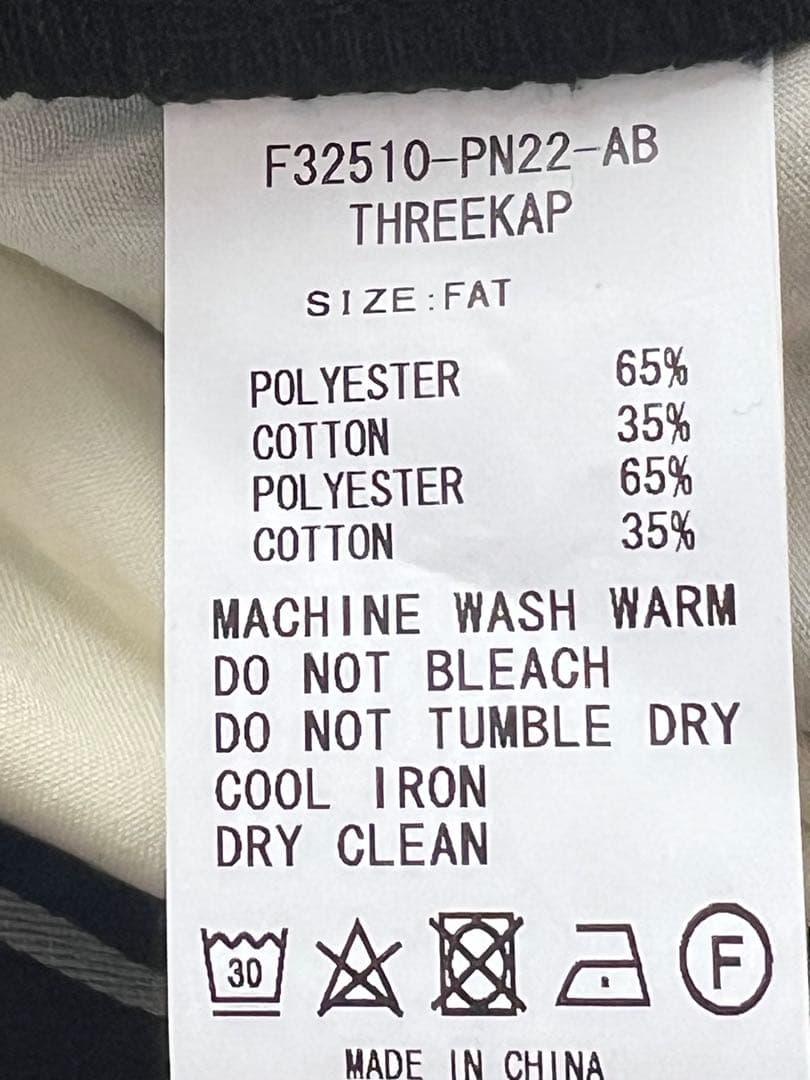 F32510-PN22-AB
THREEKAP
SIZE:FAT
POLYESTER 65%
COTTON 35%
POLYESTER 65%
COTTON 35%
MACHINE WASH WARM
DO NOT BLEACH
DO NOT TUMBLE DRY
COOL IRON
DRY CLEAN
30 F
MADE IN CHINA